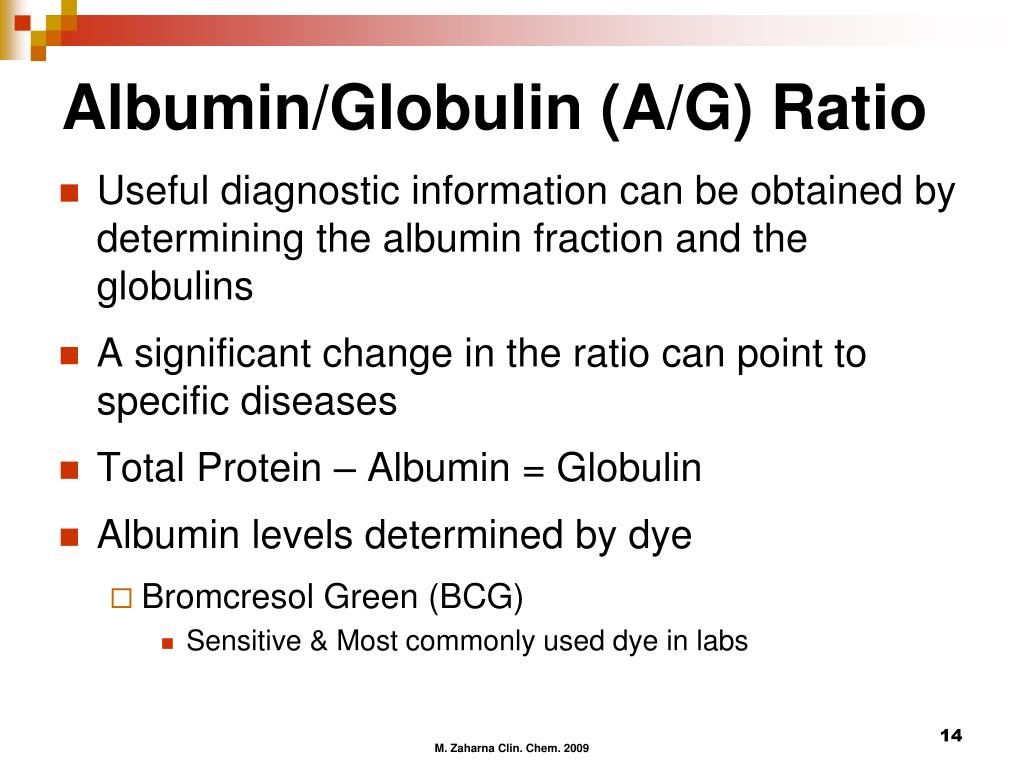 Albumin/Globulin (A/G) Ratio
Useful diagnostic information can be obtained by
determining the albumin fraction and the
globulins
A significant change in the ratio can point to
specific diseases
Total Protein – Albumin = Globulin
Albumin levels determined by dye
Bromcresol Green (BCG)
Sensitive & Most commonly used dye in labs
M. Zaharna Clin. Chem. 2009
14